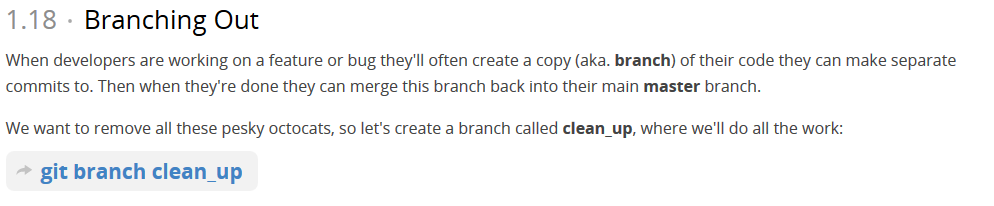 1.18 · Branching Out
When developers are working on a feature or bug they'll often create a copy (aka. branch) of their code they can make separate
commits to. Then when they're done they can merge this branch back into their main master branch.
We want to remove all these pesky octocats, so let's create a branch called clean_up, where we'll do all the work:
git branch clean_up